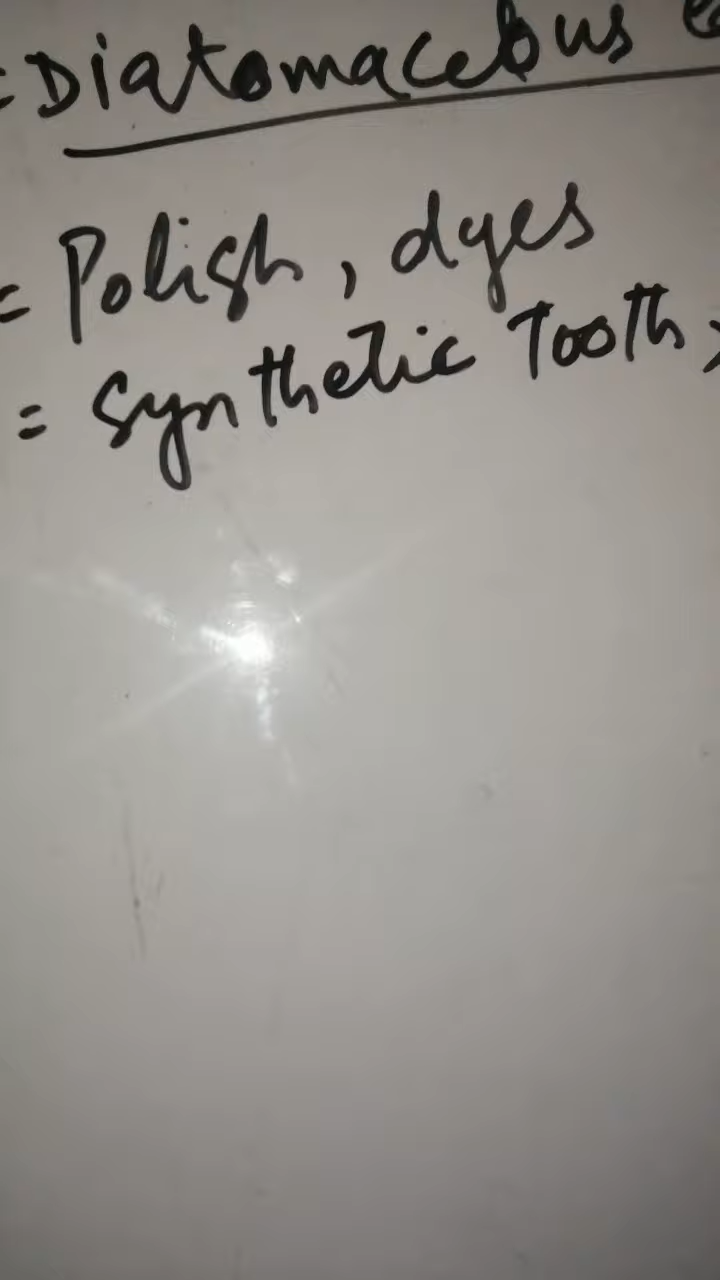 = Diatomaceous
= Polish, dyes
= Synthetic Tooth,